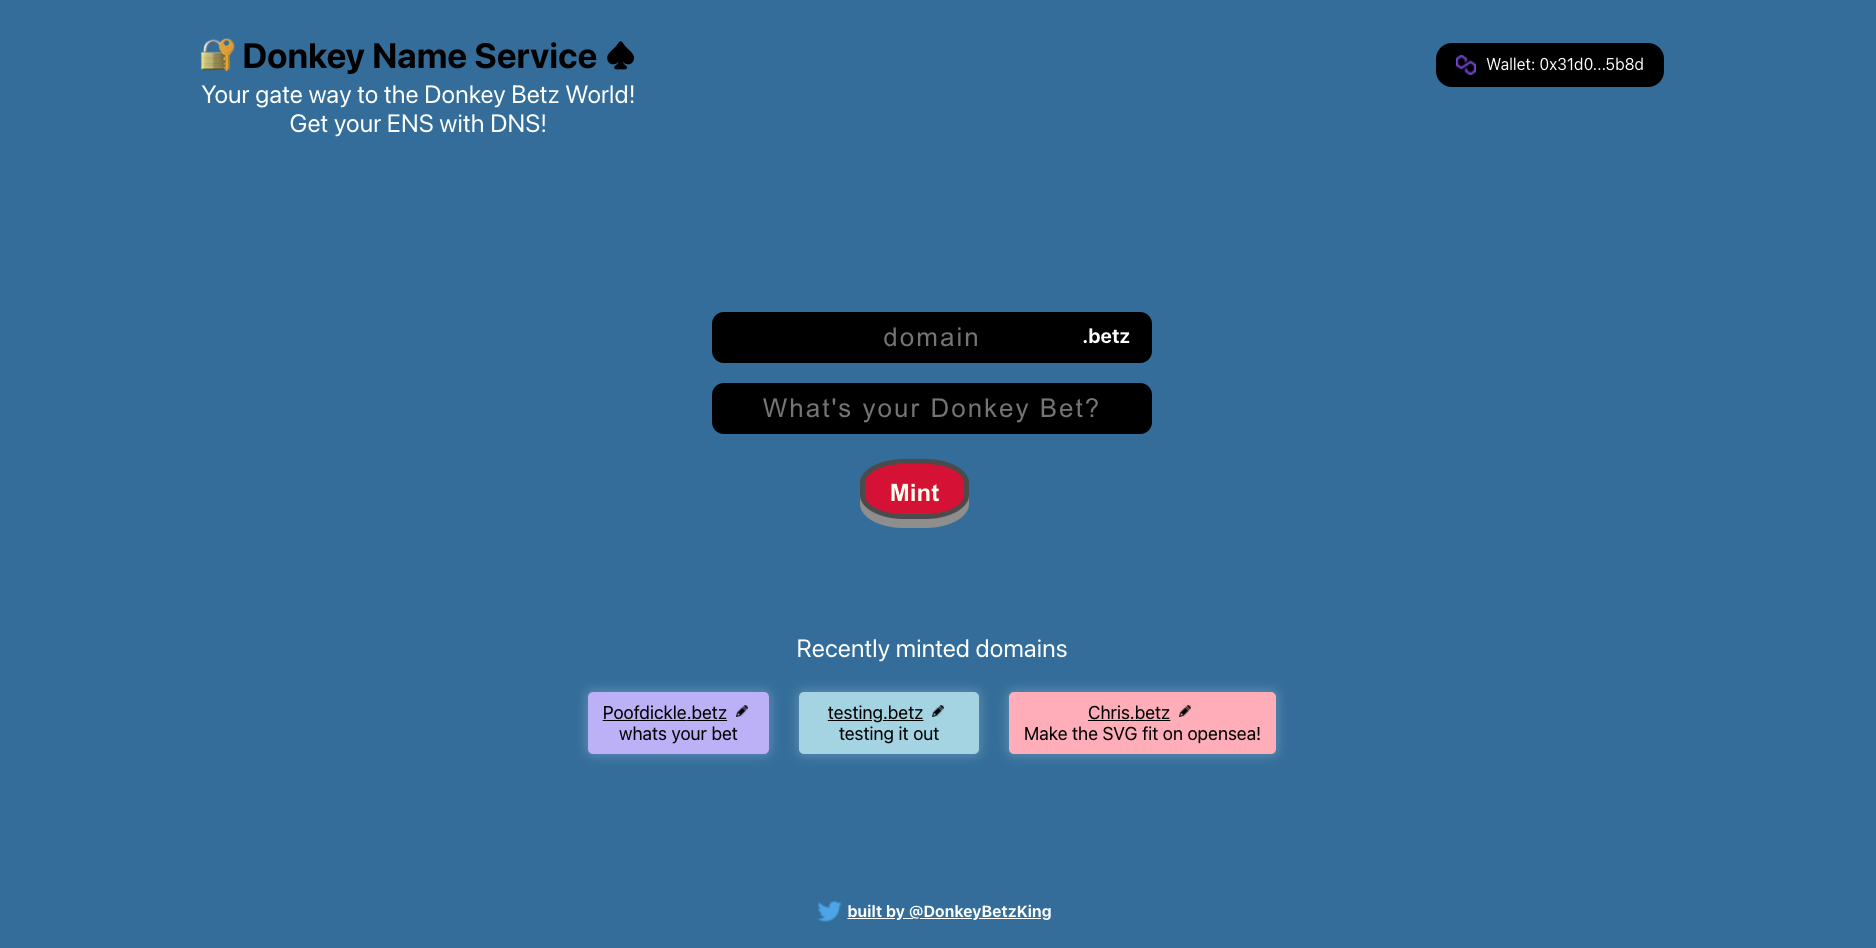 Donkey Name Service
Your gate way to the Donkey Betz World!
Get your ENS with DNS!
Wallet: 0x31d0...5b8d
domain .betz
What's your Donkey Bet?
Mint
Recently minted domains
Poofdickle.betz
whats your bet
testing.betz
testing it out
Chris.betz
Make the SVG fit on opensea!
built by @DonkeyBetzKing